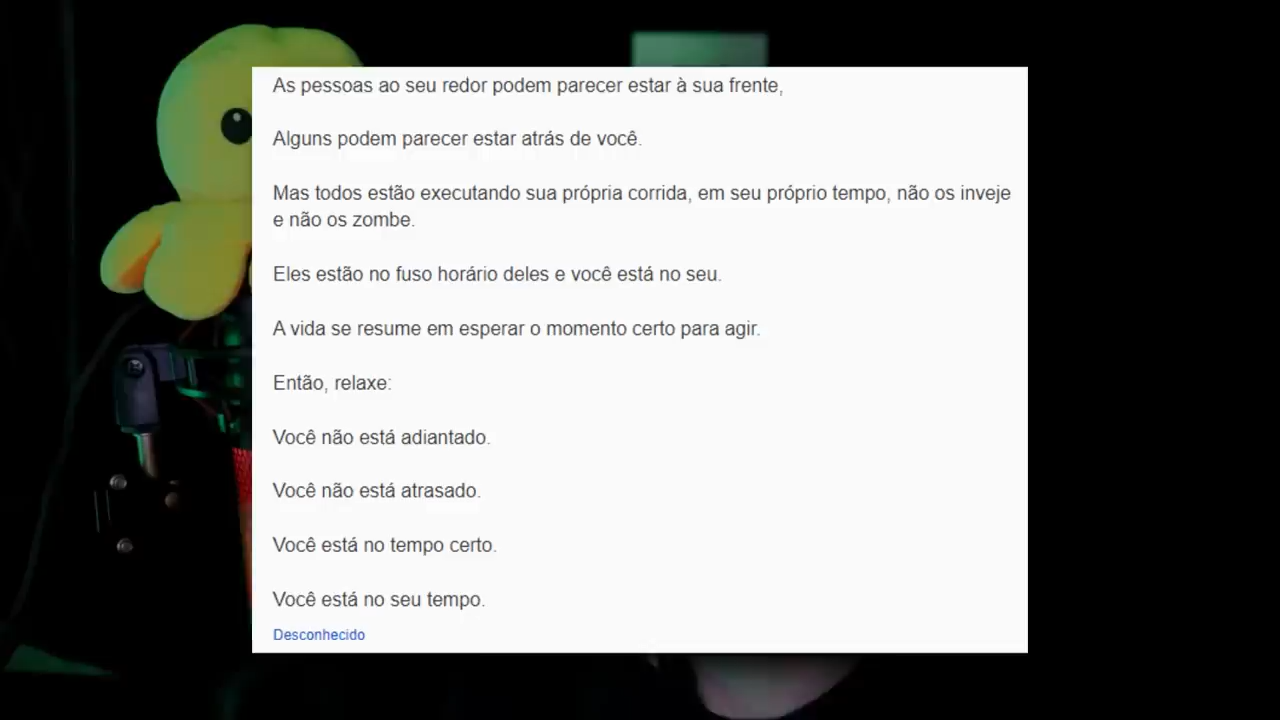 As pessoas ao seu redor podem parecer estar à sua frente,
Alguns podem parecer estar atrás de você.
Mas todos estão executando sua própria corrida, em seu próprio tempo, não os inveje
e não os zombe.
Eles estão no fuso horário deles e você está no seu.
A vida se resume em esperar o momento certo para agir.
Então, relaxe:
Você não está adiantado.
Você não está atrasado.
Você está no tempo certo.
Você está no seu tempo.
Desconhecido